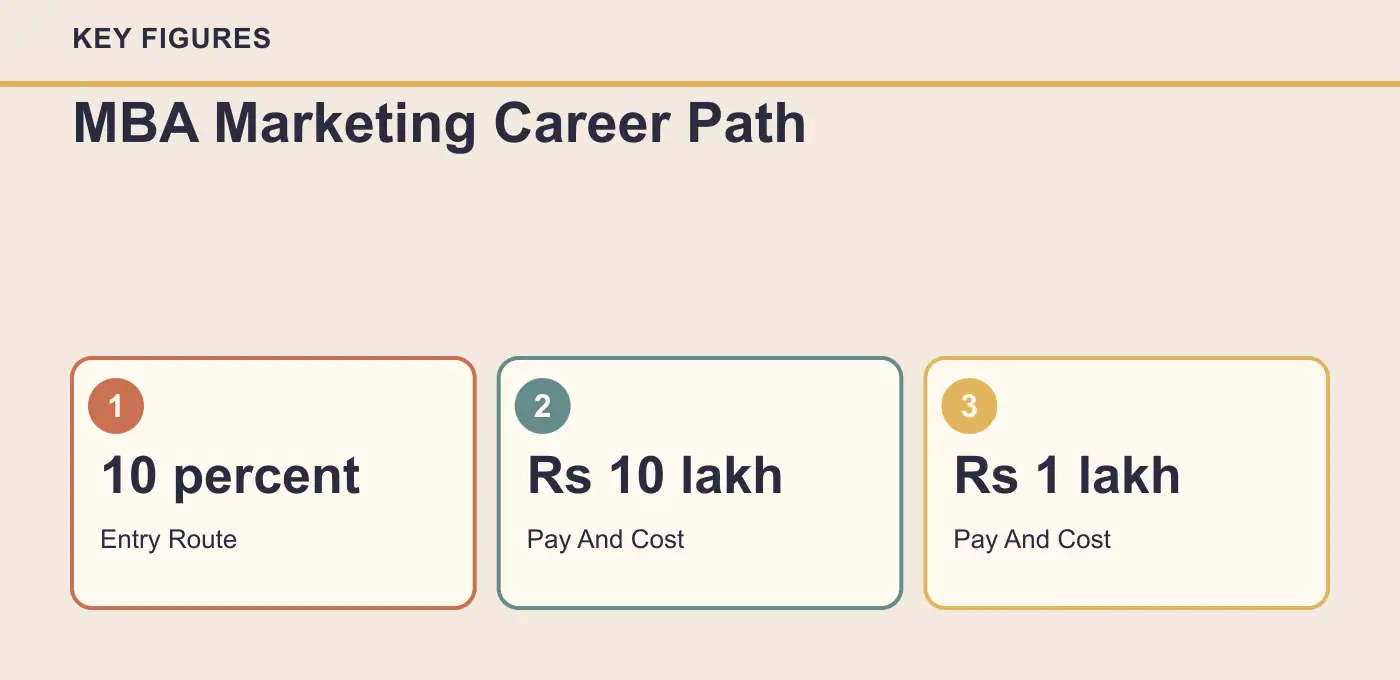 KEY FIGURES
MBA Marketing Career Path
1
10 percent
Entry Route
2
Rs 10 lakh
Pay And Cost
3
Rs 1 lakh
Pay And Cost